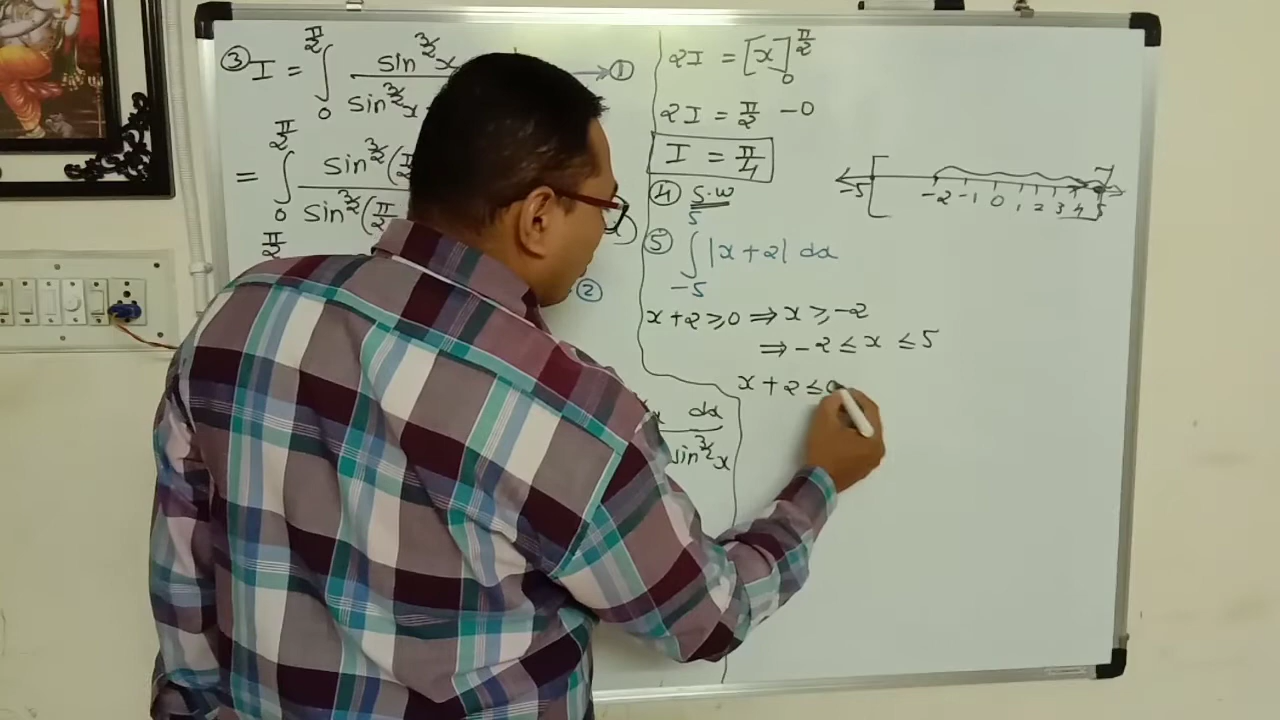 ③ I = ∫₀^{π/2} sin^{3/2} x → ①
sin^{3/2} x
= ∫₀^{π/2} sin^{3/2}(π/2
sin^{3/2}(π/2 x)
π/2
②
dx
sin^{3/2} x
2I = [x]₀^{π/2}
2I = π/2 - 0
I = π/4
④ S.W
-5 -2 -1 0 1 2 3 4 5
⑤ ∫₋₅^5 |x+2| dx
x+2 ≥ 0 ⇒ x ≥ -2
⇒ -2 ≤ x ≤ 5
x+2 ≤ 0